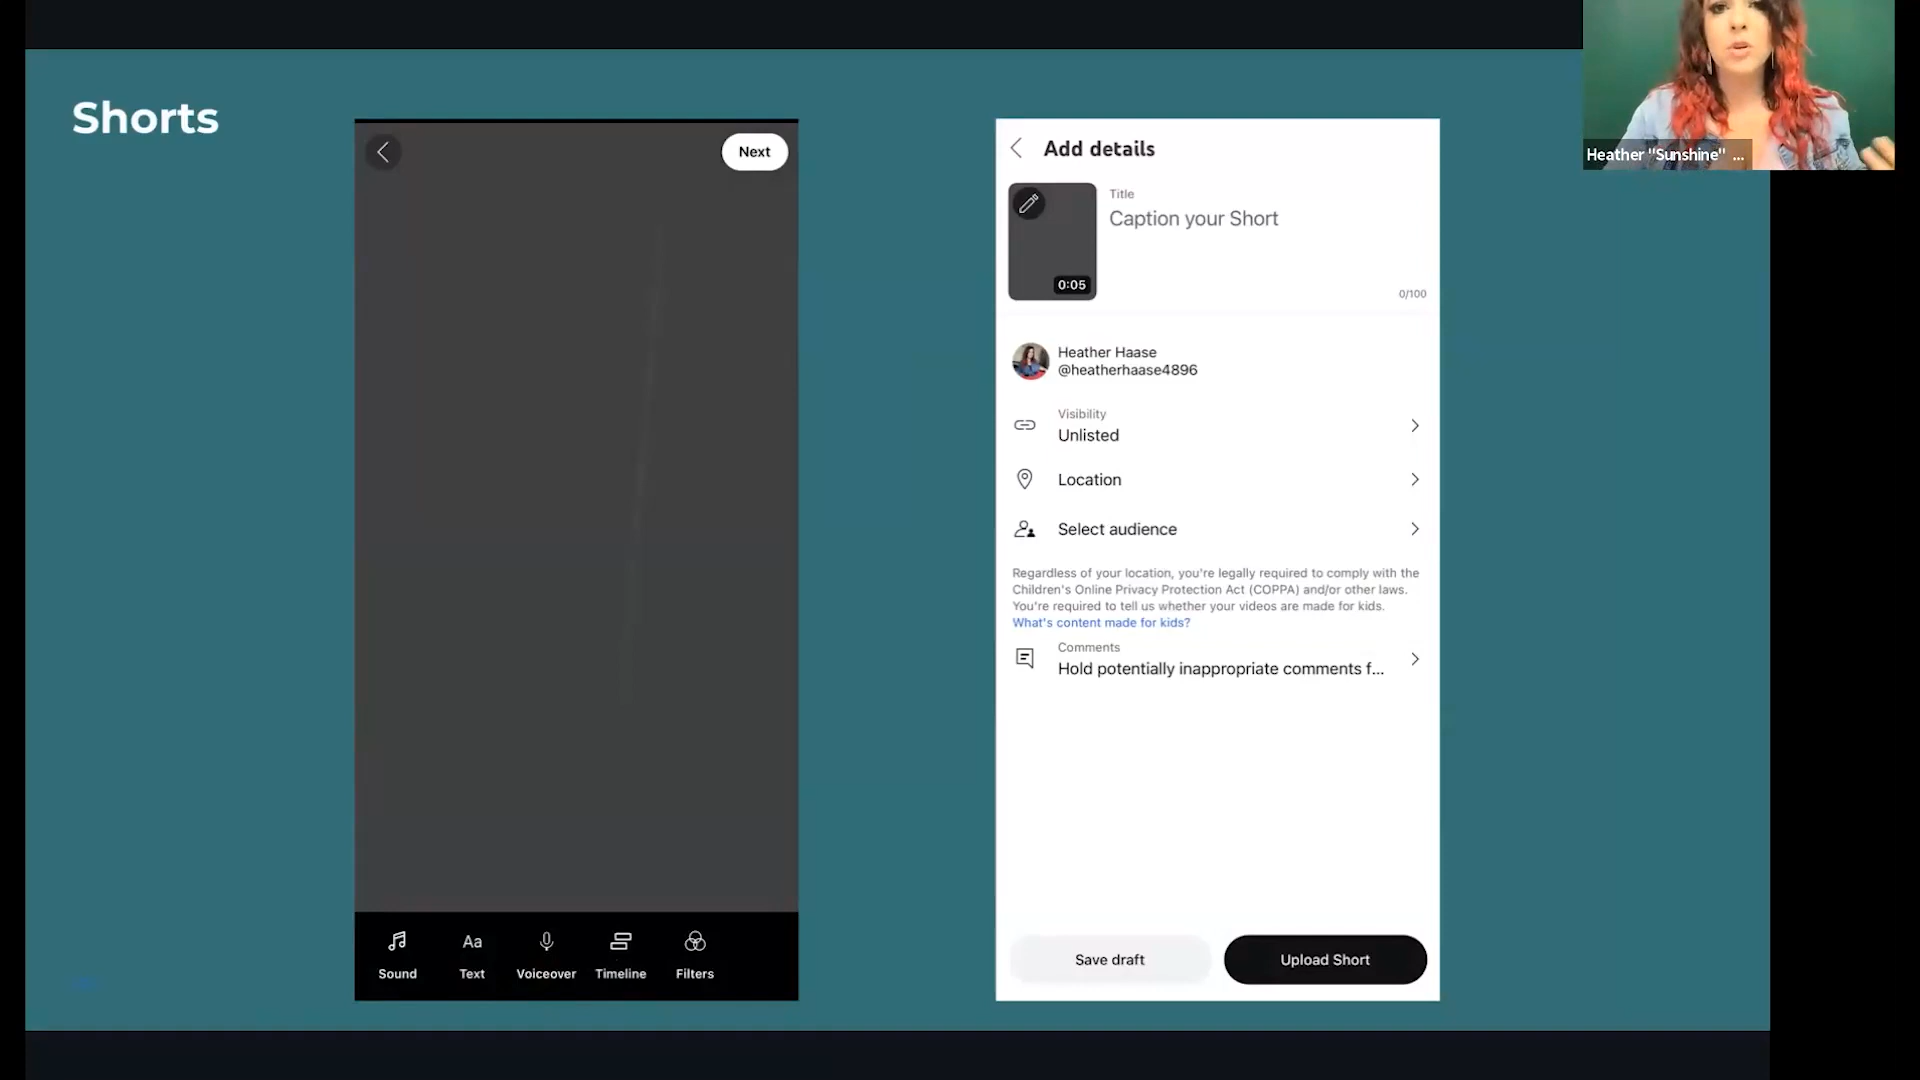 Shorts
Next
Sound
Text
Aa
Voiceover
Timeline
Filters
Add details
0:05
Title
Caption your Short
0/100
Heather Haase
@heatherhaase4896
Visibility
Unlisted
Location
Select audience
Regardless of your location, you're legally required to comply with the
Children's Online Privacy Protection Act (COPPA) and/or other laws.
You're required to tell us whether your videos are made for kids.
What's content made for kids?
Comments
Hold potentially inappropriate comments f...
Save draft
Upload Short
Heather "Sunshine" ...